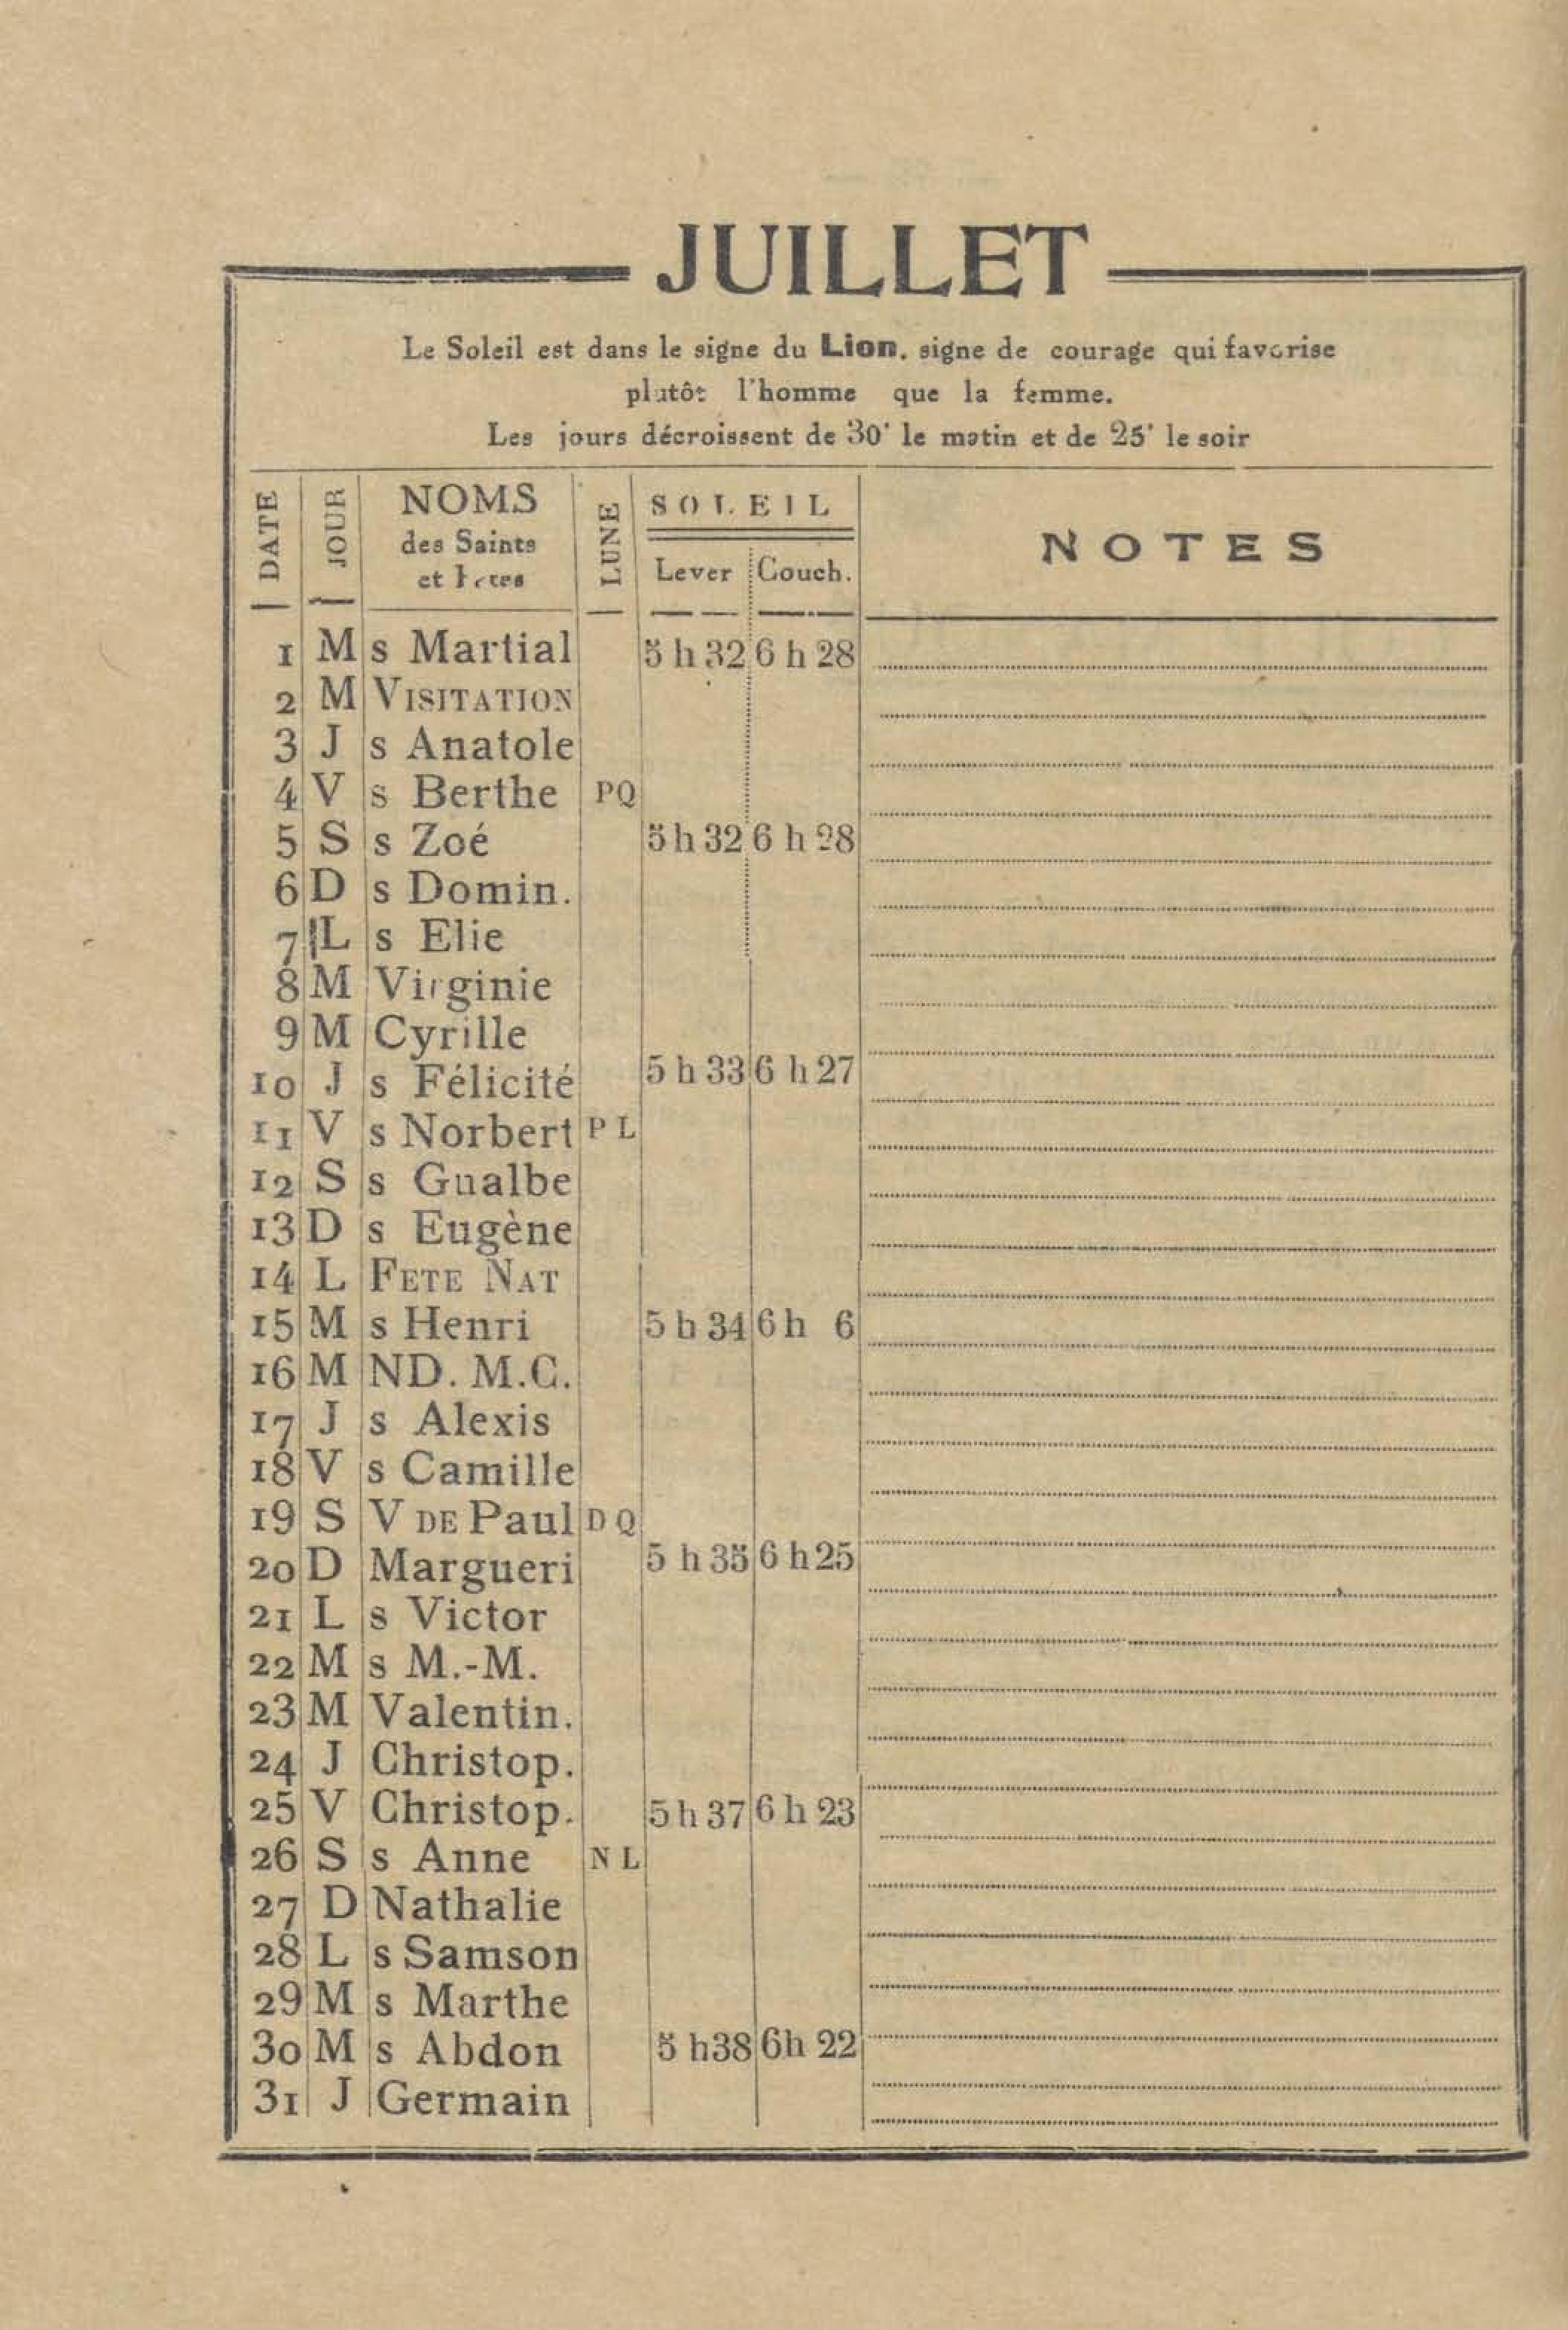 JUILLET
Le Soleil est dans le signe du Lion. signe de courage qui favorise
plutôt l'homme que la femme.
Les jours décroissent de 30' le matin et de 25' le soir
DATE JOUR NOMS des Saints et Fetes LUNE SOLEIL Lever Couch. NOTES
1 M s Martial 5 h 32 6 h 28
2 M VISITATION
3 J s Anatole
4 V s Berthe PQ
5 S s Zoé 5 h 32 6 h 28
6 D s Domin.
7 L s Elie
8 M Virginie
9 M Cyrille
10 J s Félicité 5 h 33 6 h 27
11 V s Norbert P L
12 S s Gualbe
13 D s Eugène
14 L FETE NAT
15 M s Henri 5 h 34 6 h 6
16 M ND. M.C.
17 J s Alexis
18 V s Camille
19 S V DE Paul D Q
20 D Margueri 5 h 35 6 h 25
21 L s Victor
22 M s M.-M.
23 M Valentin.
24 J Christop.
25 V Christop. 5 h 37 6 h 23
26 S s Anne N L
27 D Nathalie
28 L s Samson
29 M s Marthe
30 M s Abdon 5 h 38 6 h 22
31 J Germain